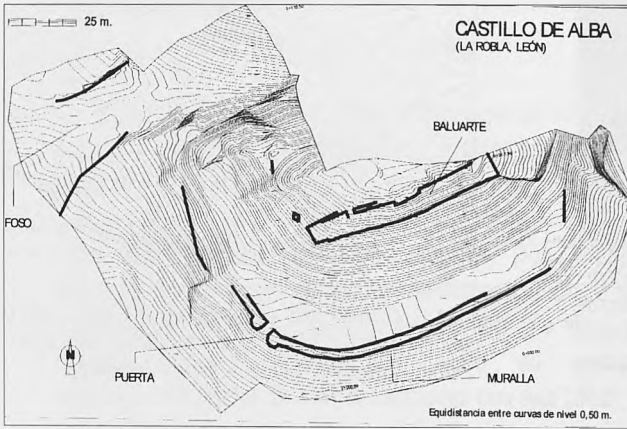 25 m.
CASTILLO DE ALBA
(LA ROBLA, LEÓN)
BALUARTE
FOSO
N
PUERTA
MURALLA
Equidistancia entre curvas de nivel 0,50 m.